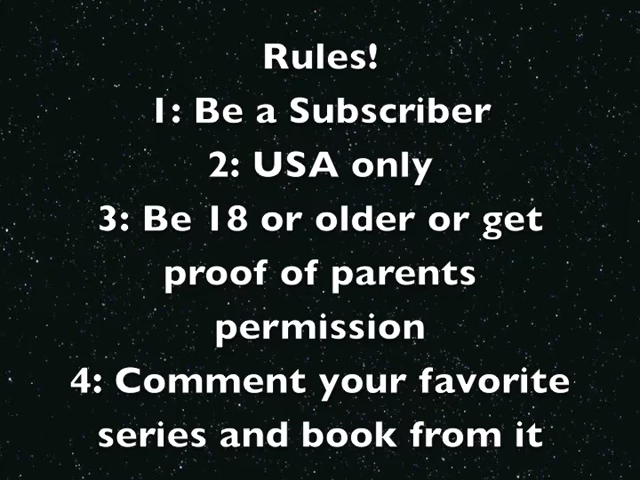 Rules!
1: Be a Subscriber
2: USA only
3: Be 18 or older or get
proof of parents
permission
4: Comment your favorite
series and book from it